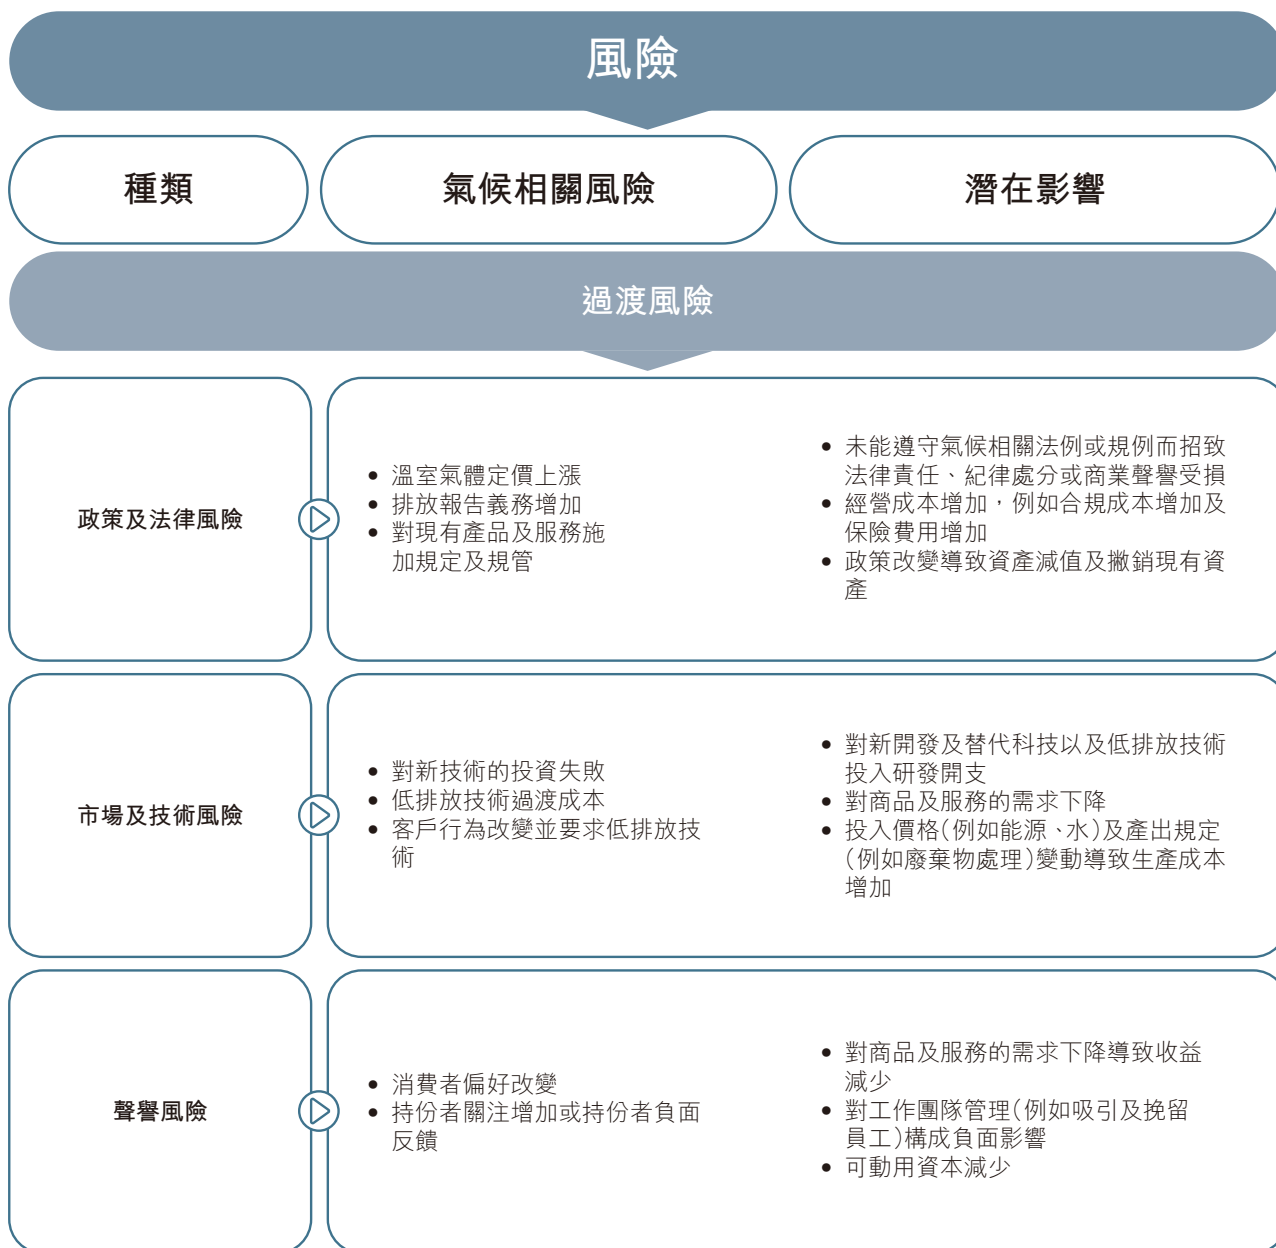 風險
種類
氣候相關風險
潛在影響
過渡風險
政策及法律風險
• 溫室氣體定價上漲
• 排放報告義務增加
• 對現有產品及服務施
加規定及規管
• 未能遵守氣候相關法例或規例而招致
法律責任、紀律處分或商業聲譽受損
• 經營成本增加，例如合規成本增加及
保險費用增加
• 政策改變導致資產減值及撇銷現有資
產
市場及技術風險
• 對新技術的投資失敗
• 低排放技術過渡成本
• 客戶行為改變並要求低排放技
術
• 對新開發及替代科技以及低排放技術
投入研發開支
• 對商品及服務的需求下降
• 投入價格(例如能源、水)及產出規定
(例如廢棄物處理)變動導致生產成本
增加
聲譽風險
• 消費者偏好改變
• 持份者關注增加或持份者負面
反饋
• 對商品及服務的需求下降導致收益
減少
• 對工作團隊管理(例如吸引及挽留
員工)構成負面影響
• 可動用資本減少